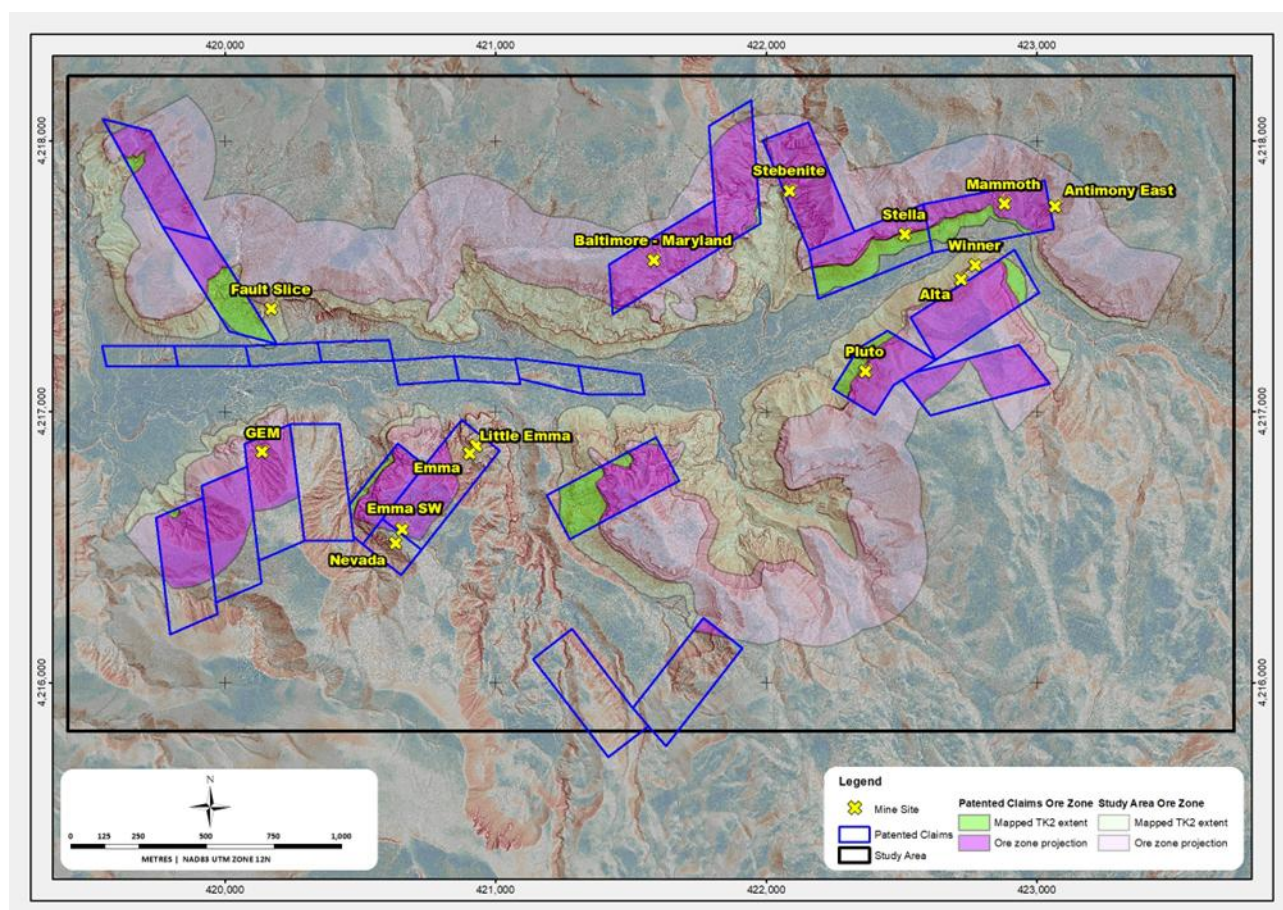 420,000 421,000 422,000 423,000
4,218,000 4,218,000
Stebenite
Mammoth
Antimony East
Stella
Baltimore - Maryland
Winner
Fault Slice
Alta
Pluto
4,217,000 4,217,000
GEM
Little Emma
Emma
Emma SW
Nevada
4,216,000 4,216,000
N
0 125 250 500 750 1,000
METRES | NAD83 UTM ZONE 12N
Legend
Mine Site
Patented Claims
Study Area
Patented Claims Ore Zone
Mapped TK2 extent
Ore zone projection
Study Area Ore Zone
Mapped TK2 extent
Ore zone projection
420,000 421,000 422,000 423,000